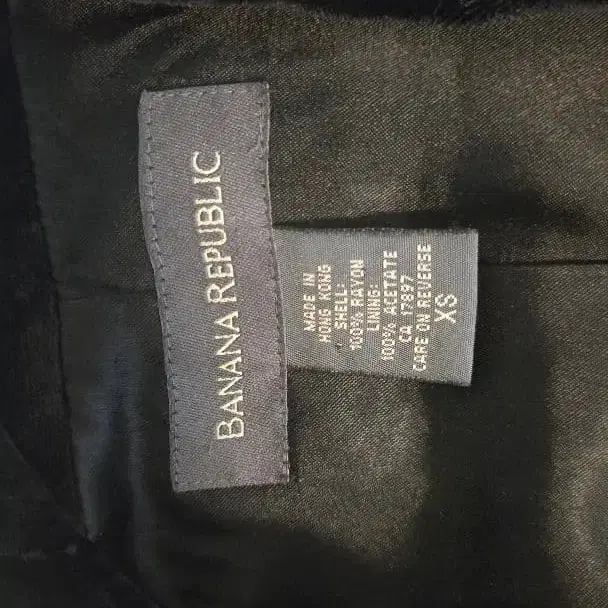 BANANA REPUBLIC
MADE IN
HONG KONG
SHELL:
100% RAYON
LINING:
100% ACETATE
CA 17897
CARE ON REVERSE
XS